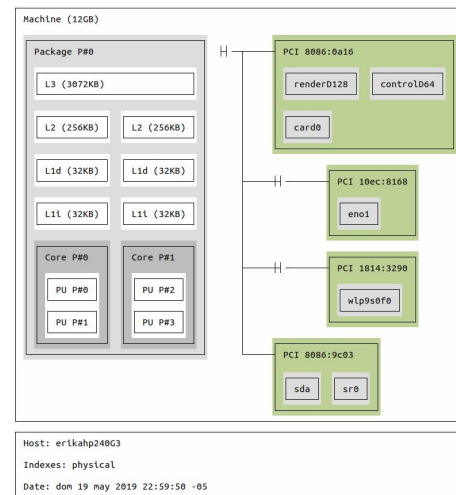 Machine (12GB)
Package P#0
L3 (3072KB)
L2 (256KB) L2 (256KB)
L1d (32KB) L1d (32KB)
L1i (32KB) L1i (32KB)
Core P#0 Core P#1
PU P#0 PU P#2
PU P#1 PU P#3
PCI 8086:0a16
renderD128 controlD64
card0
PCI 10ec:8168
eno1
PCI 1814:3290
wlp9s0f0
PCI 8086:9c03
sda sr0
Host: erikahp240G3
Indexes: physical
Date: dom 19 may 2019 22:59:50 -05